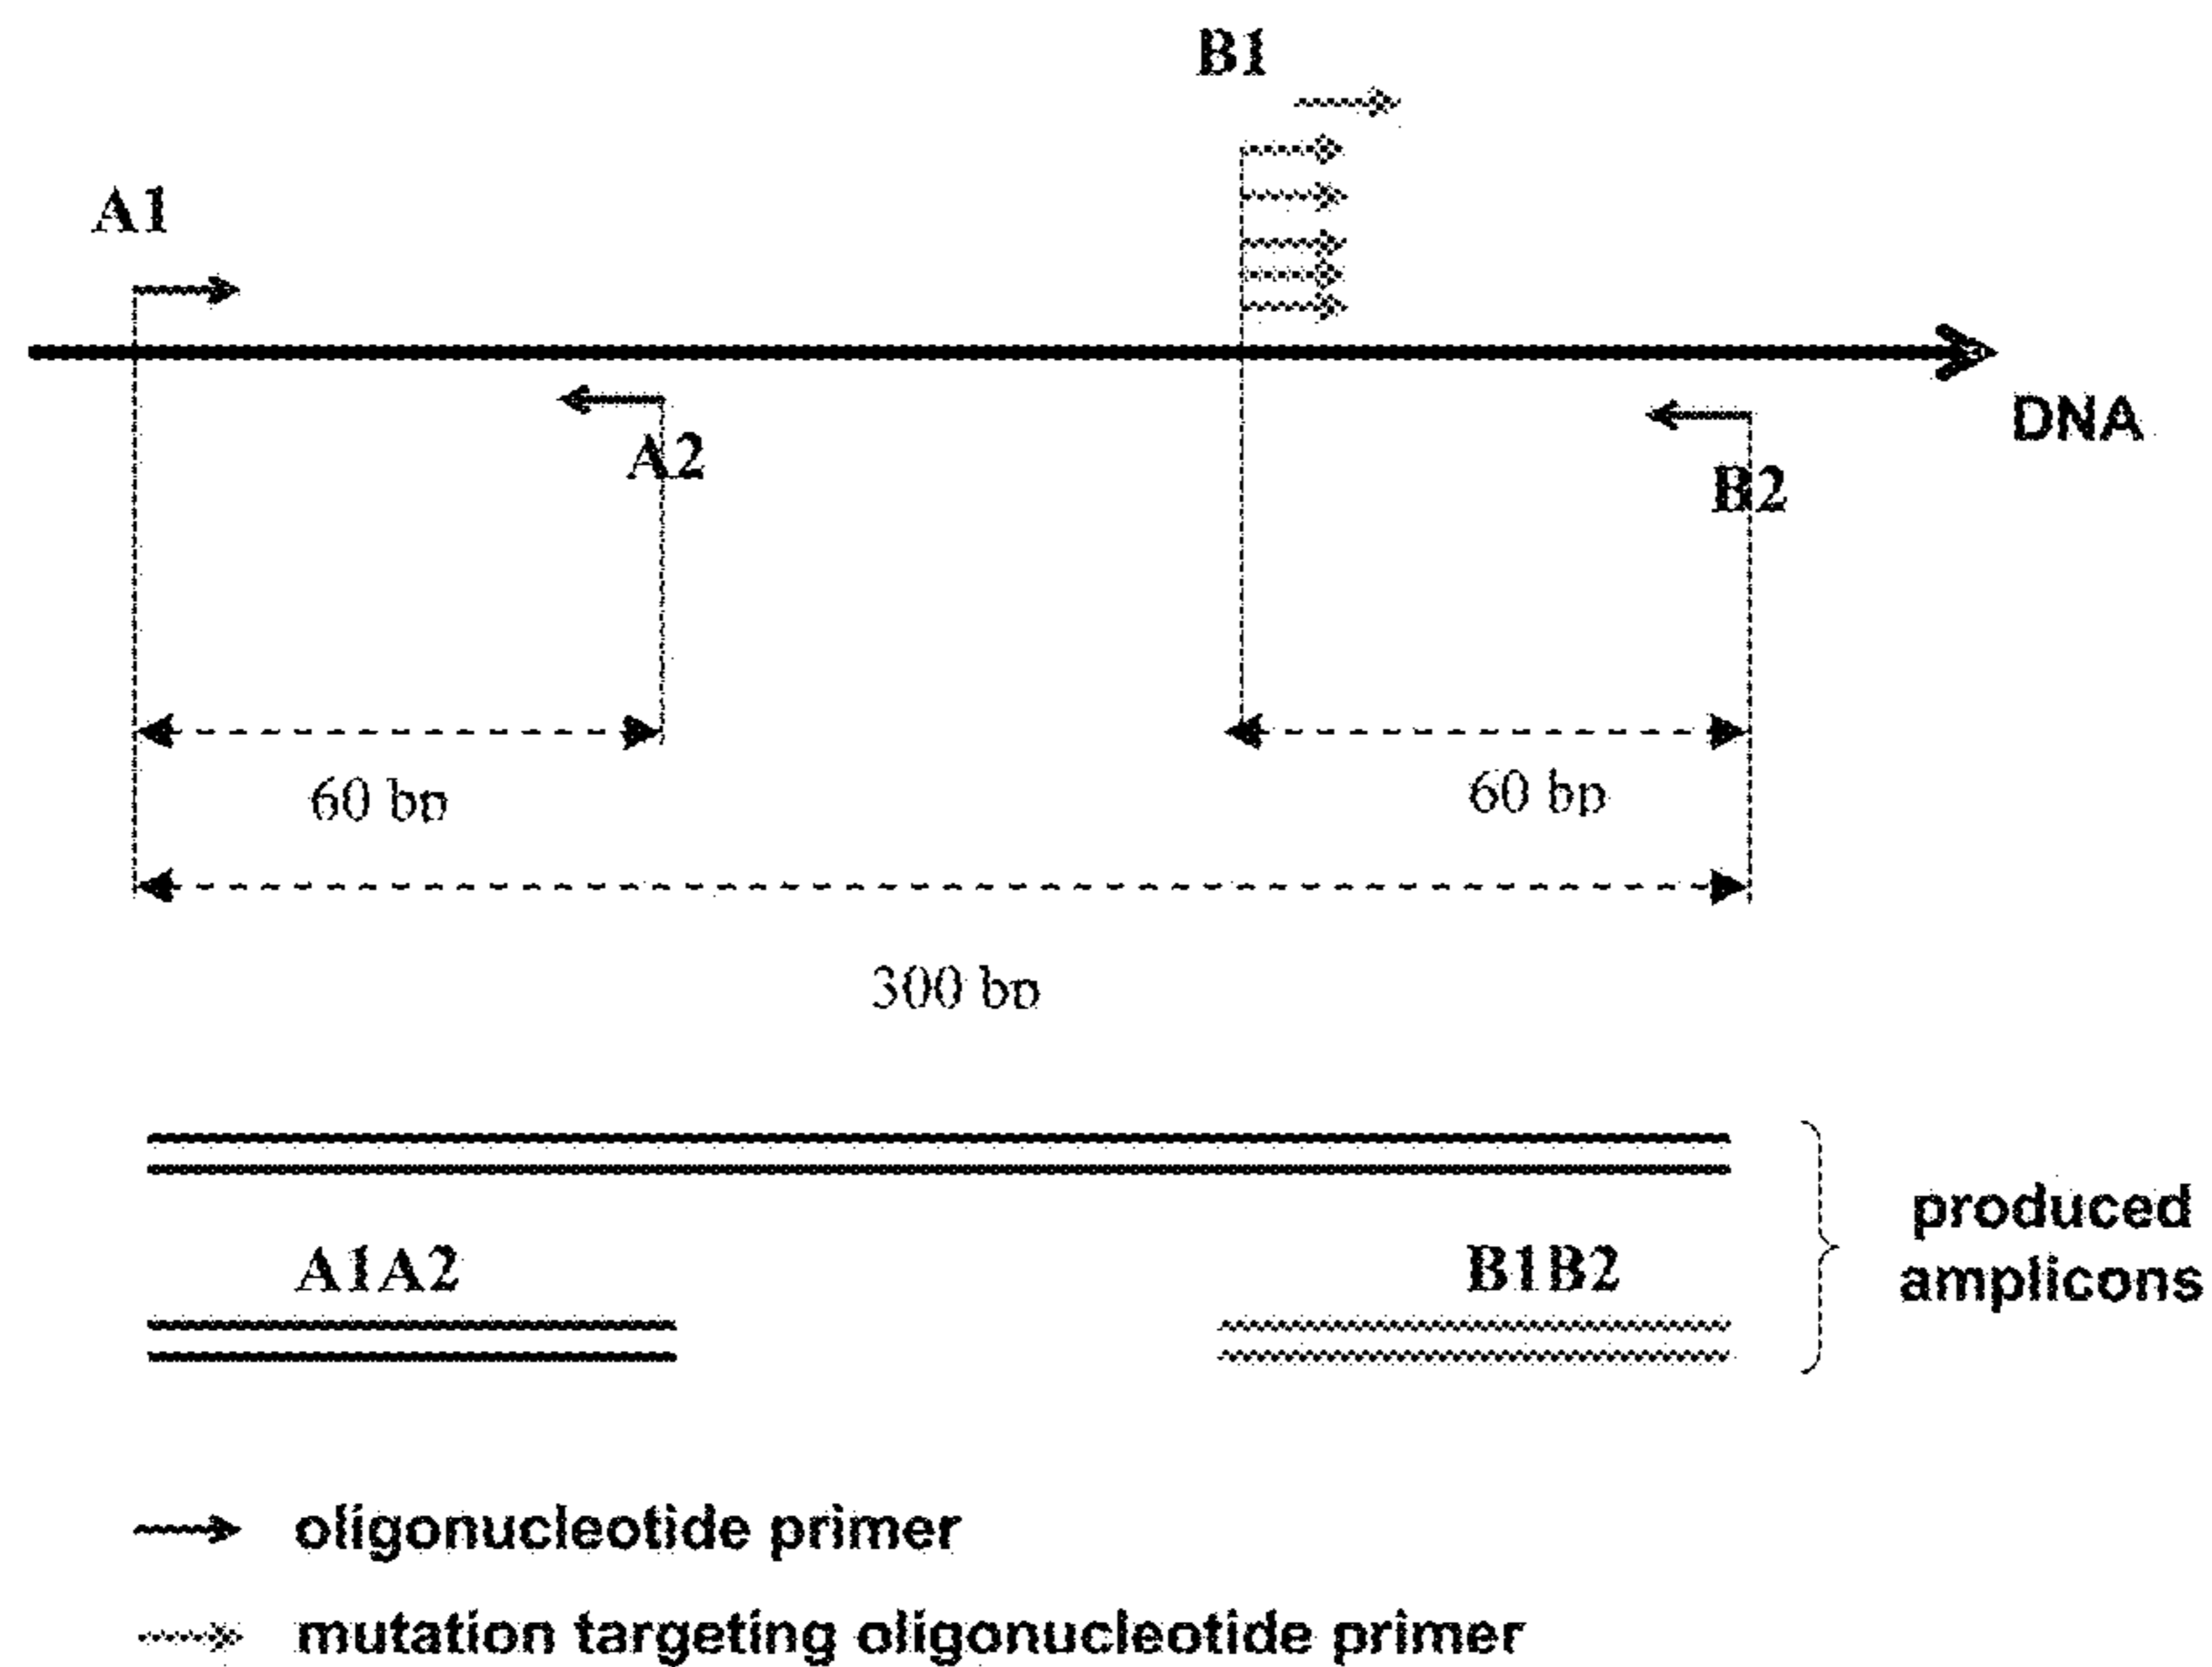 B1
A1
DNA
A2
B2
60 bp
60 bp
300 bp
A1A2
B1B2
produced
amplicons
oligonucleotide primer
mutation targeting oligonucleotide primer